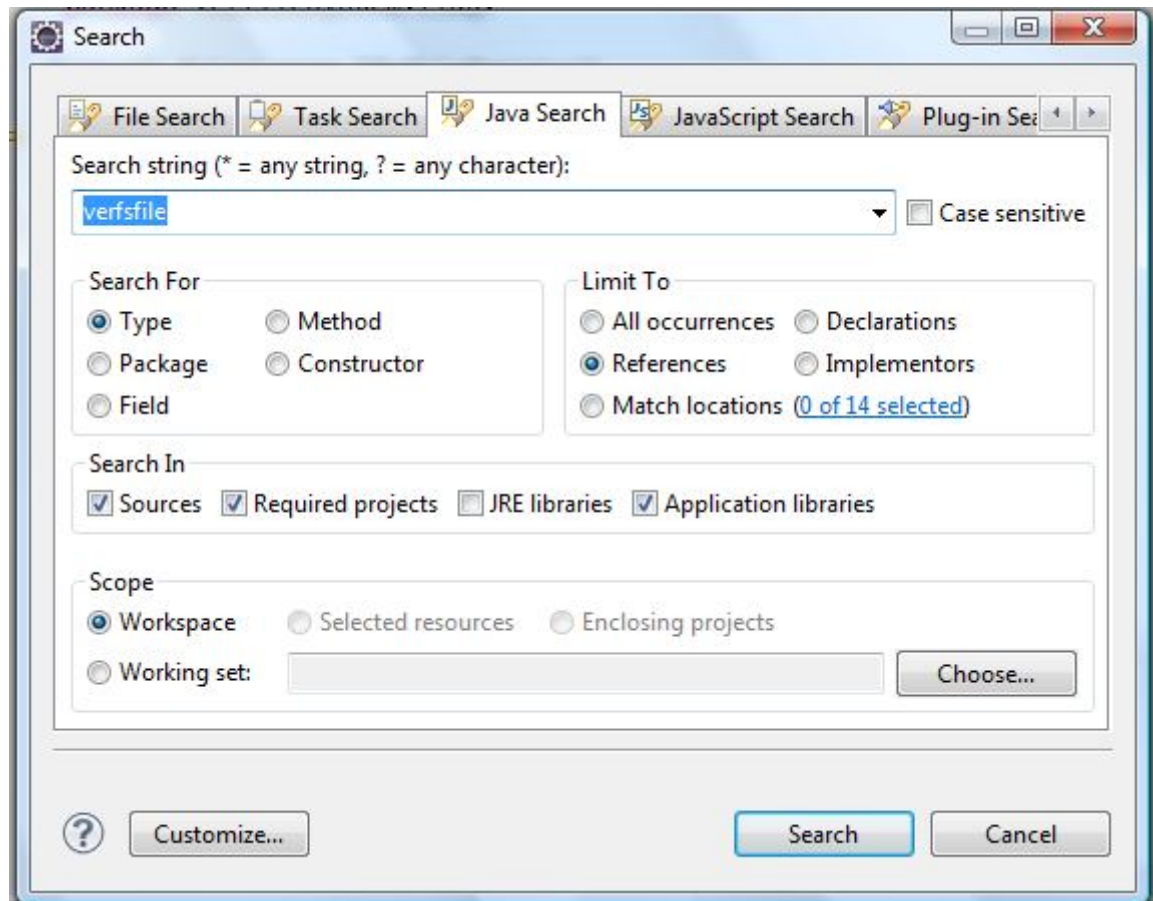 Search
File Search Task Search Java Search JavaScript Search Plug-in Sea
Search string (* = any string, ? = any character):
verfsfile Case sensitive
Search For Limit To
Type Method All occurrences Declarations
Package Constructor References Implementors
Field Match locations (0 of 14 selected)
Search In
Sources Required projects JRE libraries Application libraries
Scope
Workspace Selected resources Enclosing projects
Working set: Choose...
? Customize... Search Cancel